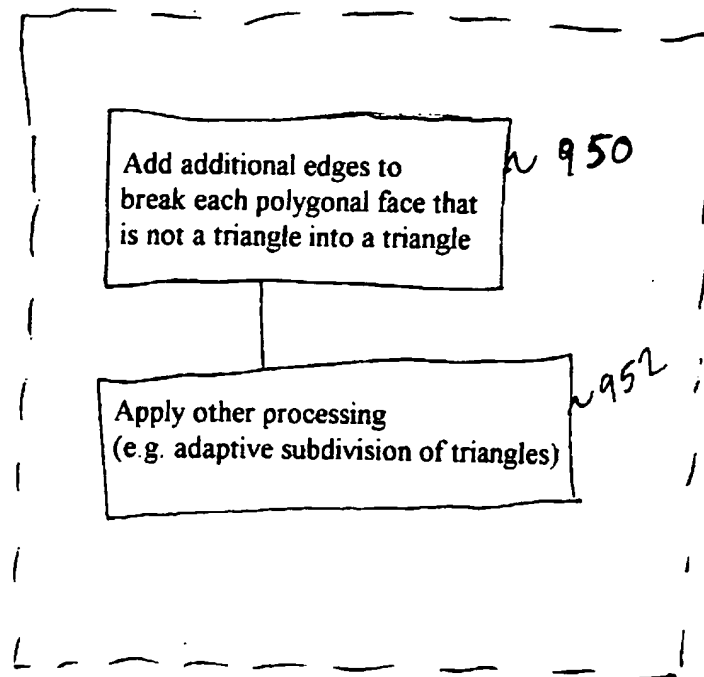 Add additional edges to
break each polygonal face that
is not a triangle into a triangle
950
Apply other processing
(e.g. adaptive subdivision of triangles)
952